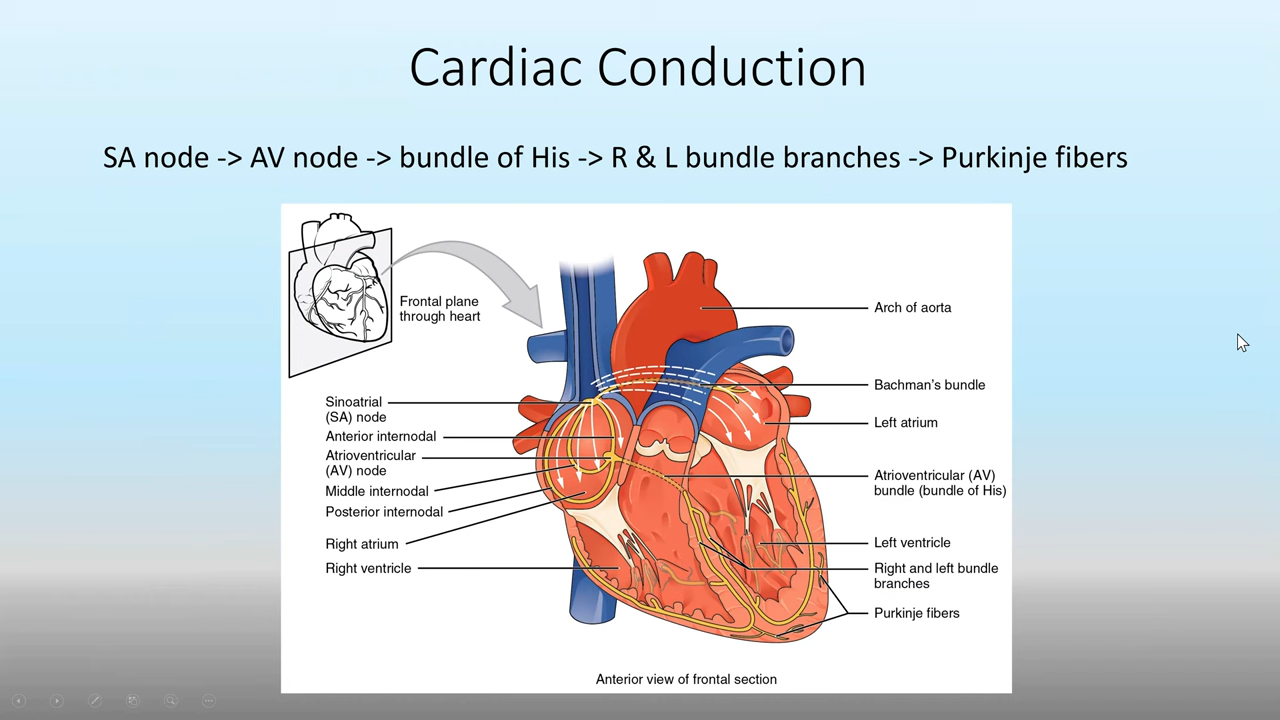 Cardiac Conduction
SA node -> AV node -> bundle of His -> R & L bundle branches -> Purkinje fibers
Frontal plane
through heart
Sinoatrial
(SA) node
Anterior internodal
Atrioventricular
(AV) node
Middle internodal
Posterior internodal
Right atrium
Right ventricle
Arch of aorta
Bachman's bundle
Left atrium
Atrioventricular (AV)
bundle (bundle of His)
Left ventricle
Right and left bundle
branches
Purkinje fibers
Anterior view of frontal section